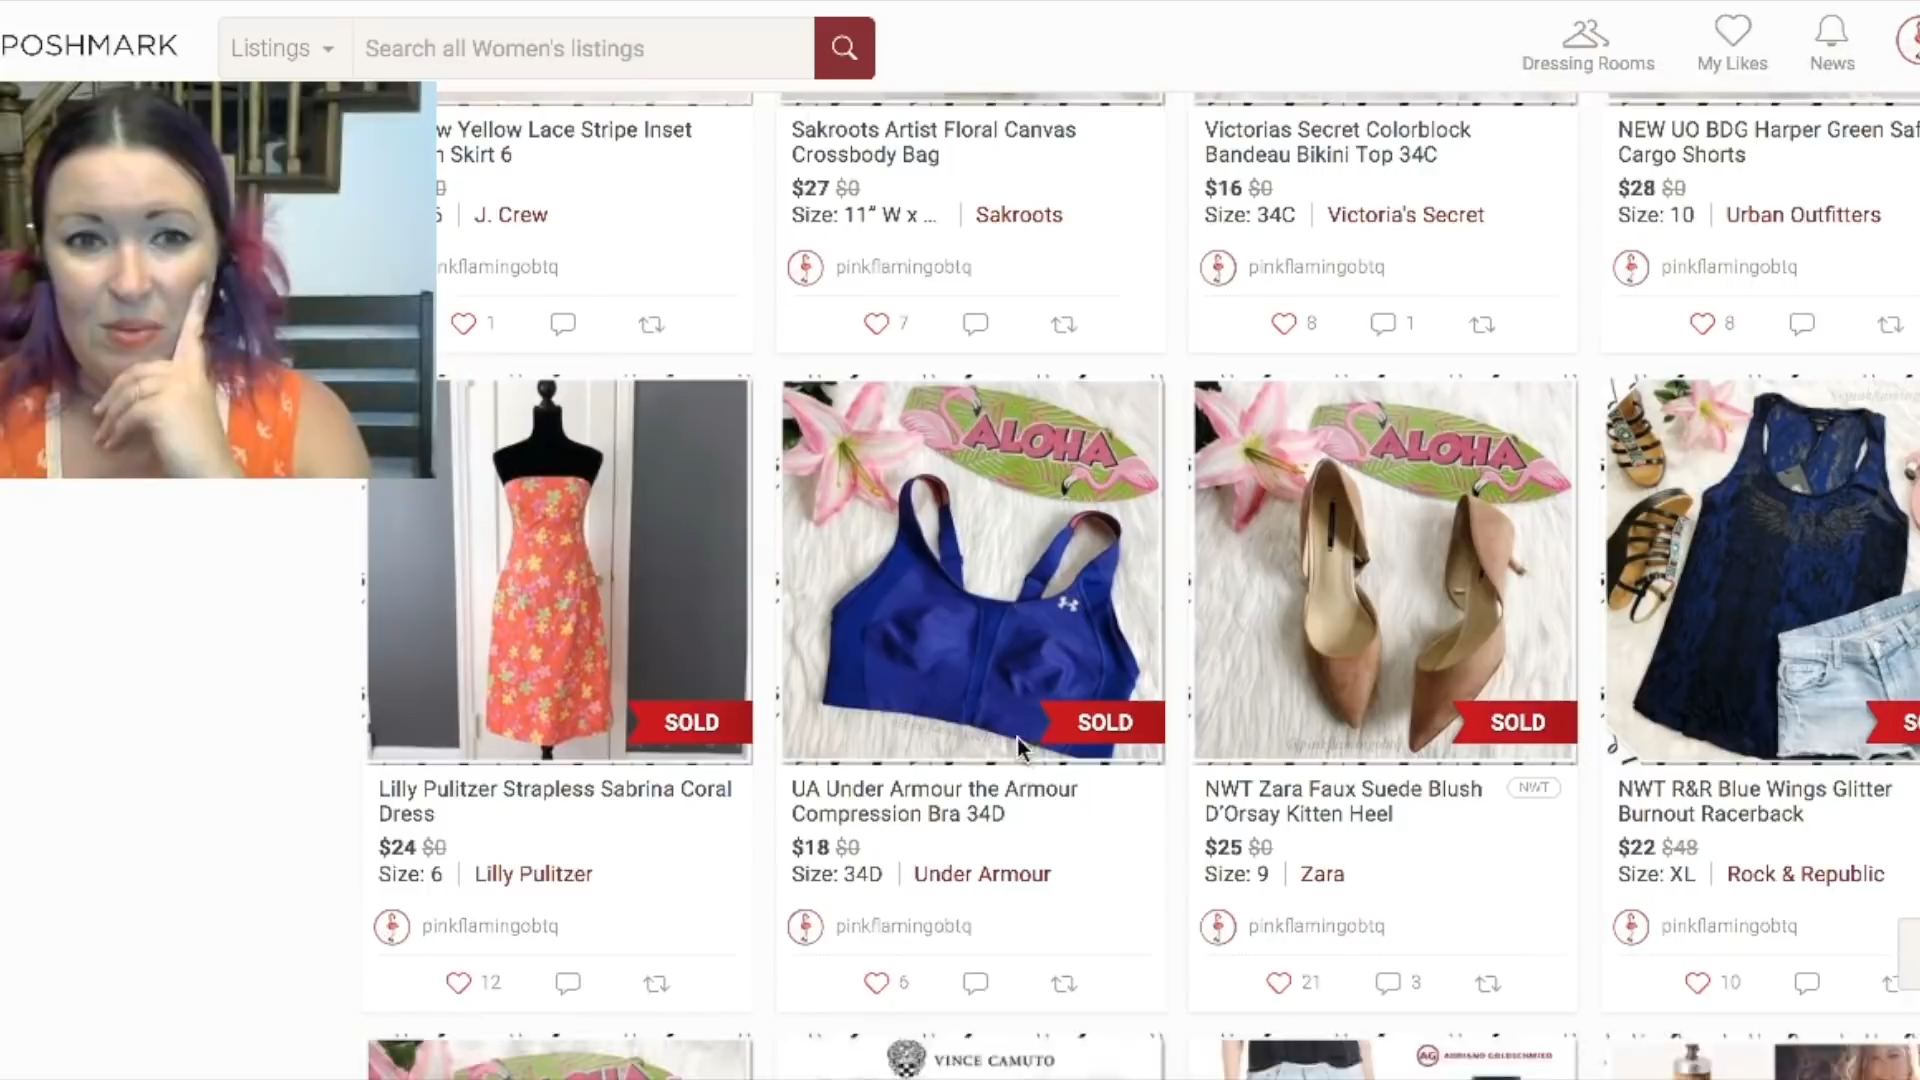 POSHMARK
Listings
Search all Women's listings
Dressing Rooms
My Likes
News
w Yellow Lace Stripe Inset
Skirt 6
J. Crew
nkflamingobtq
1
Sakroots Artist Floral Canvas
Crossbody Bag
$27 $0
Size: 11" W x ... Sakroots
pinkflamingobtq
7
Victorias Secret Colorblock
Bandeau Bikini Top 34C
$16 $0
Size: 34C Victoria's Secret
pinkflamingobtq
8 1
NEW UO BDG Harper Green Saf
Cargo Shorts
$28 $0
Size: 10 Urban Outfitters
pinkflamingobtq
8
SOLD
Lilly Pulitzer Strapless Sabrina Coral
Dress
$24 $0
Size: 6 Lilly Pulitzer
pinkflamingobtq
12
ALOHA
SOLD
UA Under Armour the Armour
Compression Bra 34D
$18 $0
Size: 34D Under Armour
pinkflamingobtq
6
ALOHA
SOLD
NWT Zara Faux Suede Blush
D'Orsay Kitten Heel
NWT
$25 $0
Size: 9 Zara
pinkflamingobtq
21 3
S
NWT R&R Blue Wings Glitter
Burnout Racerback
$22 $48
Size: XL Rock & Republic
pinkflamingobtq
10
VINCE CAMUTO
AG ADRIANO GOLDSCHMIED